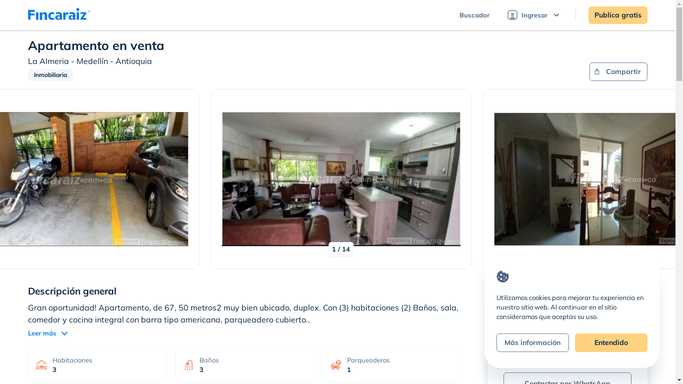 Fincaraiz
Buscador
Ingresar
Publica gratis
Apartamento en venta
La Almeria - Medellín - Antioquia
Inmobiliaria
Compartir
1 / 14
Descripción general
Gran oportunidad! Apartamento, de 67, 50 metros2 muy bien ubicado, duplex. Con (3) habitaciones (2) Baños, sala,
comedor y cocina integral con barra tipo americana, parqueadero cubierto..
Leer más
Habitaciones
3
Baños
3
Parqueaderos
1
Utilizamos cookies para mejorar tu experiencia en
nuestro sitio web. Al continuar en el sitio
consideramos que aceptas su uso.
Más información
Entendido
Contactar por WhatsApp